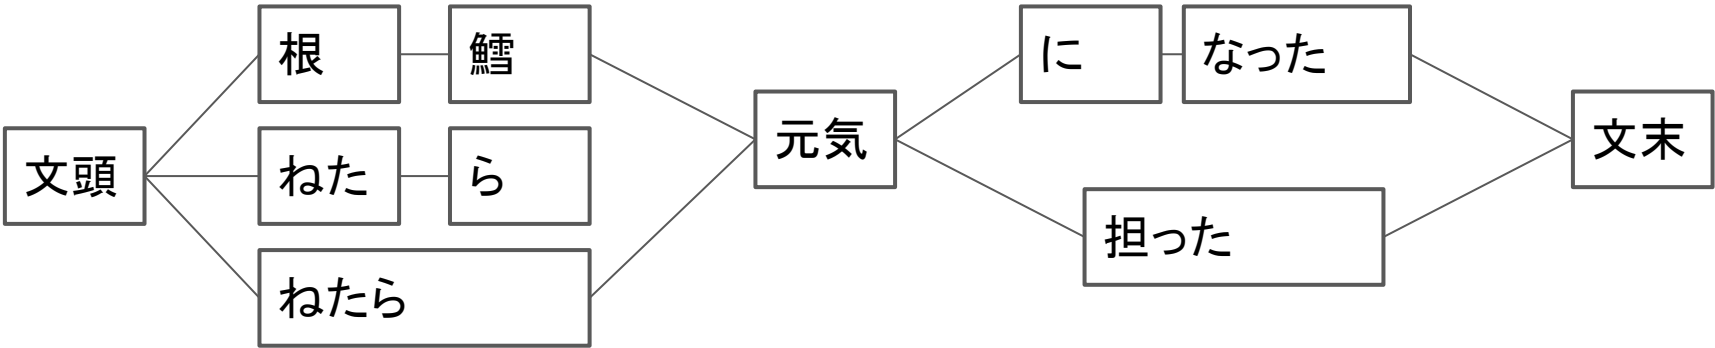 文頭
根
鱈
ねた
ら
ねたら
元気
に
なった
担った
文末